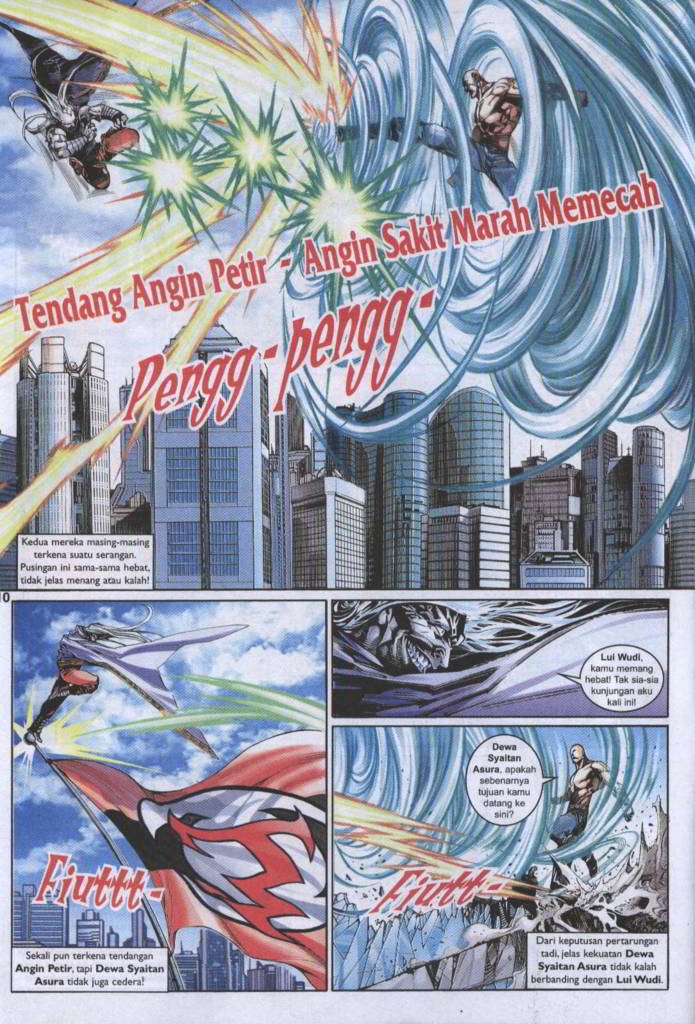 Tendang Angin Petir - Angin Sakit Marah Memecah
Pengg - pengg -
Kedua mereka masing-masing
terkena suatu serangan.
Pusingan ini sama-sama hebat,
tidak jelas menang atau kalah!
Fiuttt -
Sekali pun terkena tendangan
Angin Petir, tapi Dewa Syaitan
Asura tidak juga cedera!
Lui Wudi,
kamu memang
hebat! Tak sia-sia
kunjungan aku
kali ini!
Dewa
Syaitan
Asura, apakah
sebenarnya
tujuan kamu
datang ke
sini?
Fiutt -
Dari keputusan pertarungan
tadi, jelas kekuatan Dewa
Syaitan Asura tidak kalah
berbanding dengan Lui Wudi.